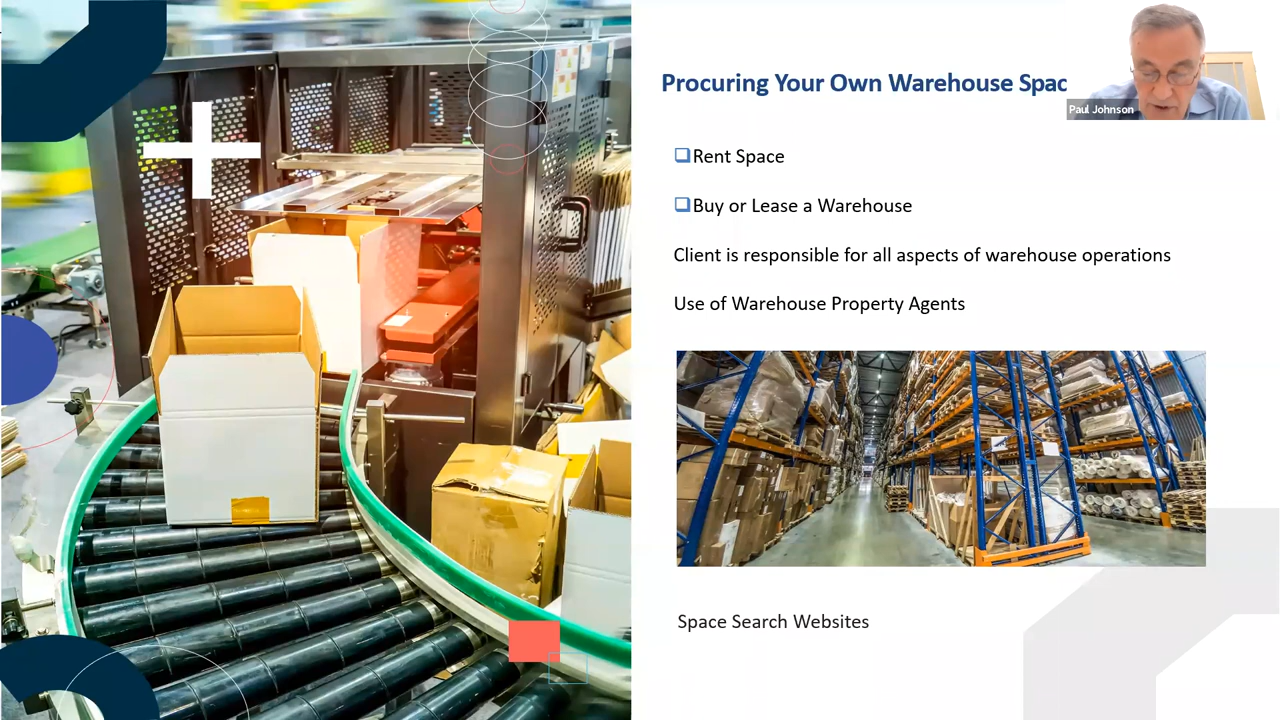 Procuring Your Own Warehouse Spac
Paul Johnson
Rent Space
Buy or Lease a Warehouse
Client is responsible for all aspects of warehouse operations
Use of Warehouse Property Agents
Space Search Websites